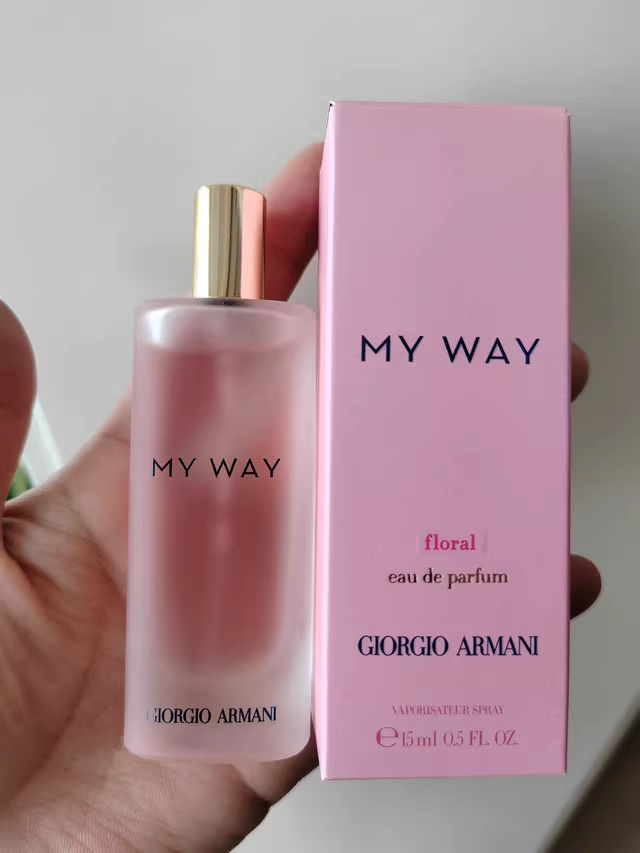 MY WAY
GIORGIO ARMANI
MY WAY
floral
eau de parfum
GIORGIO ARMANI
VAPORISATEUR SPRAY
℮ 15 ml 0.5 FL. OZ.